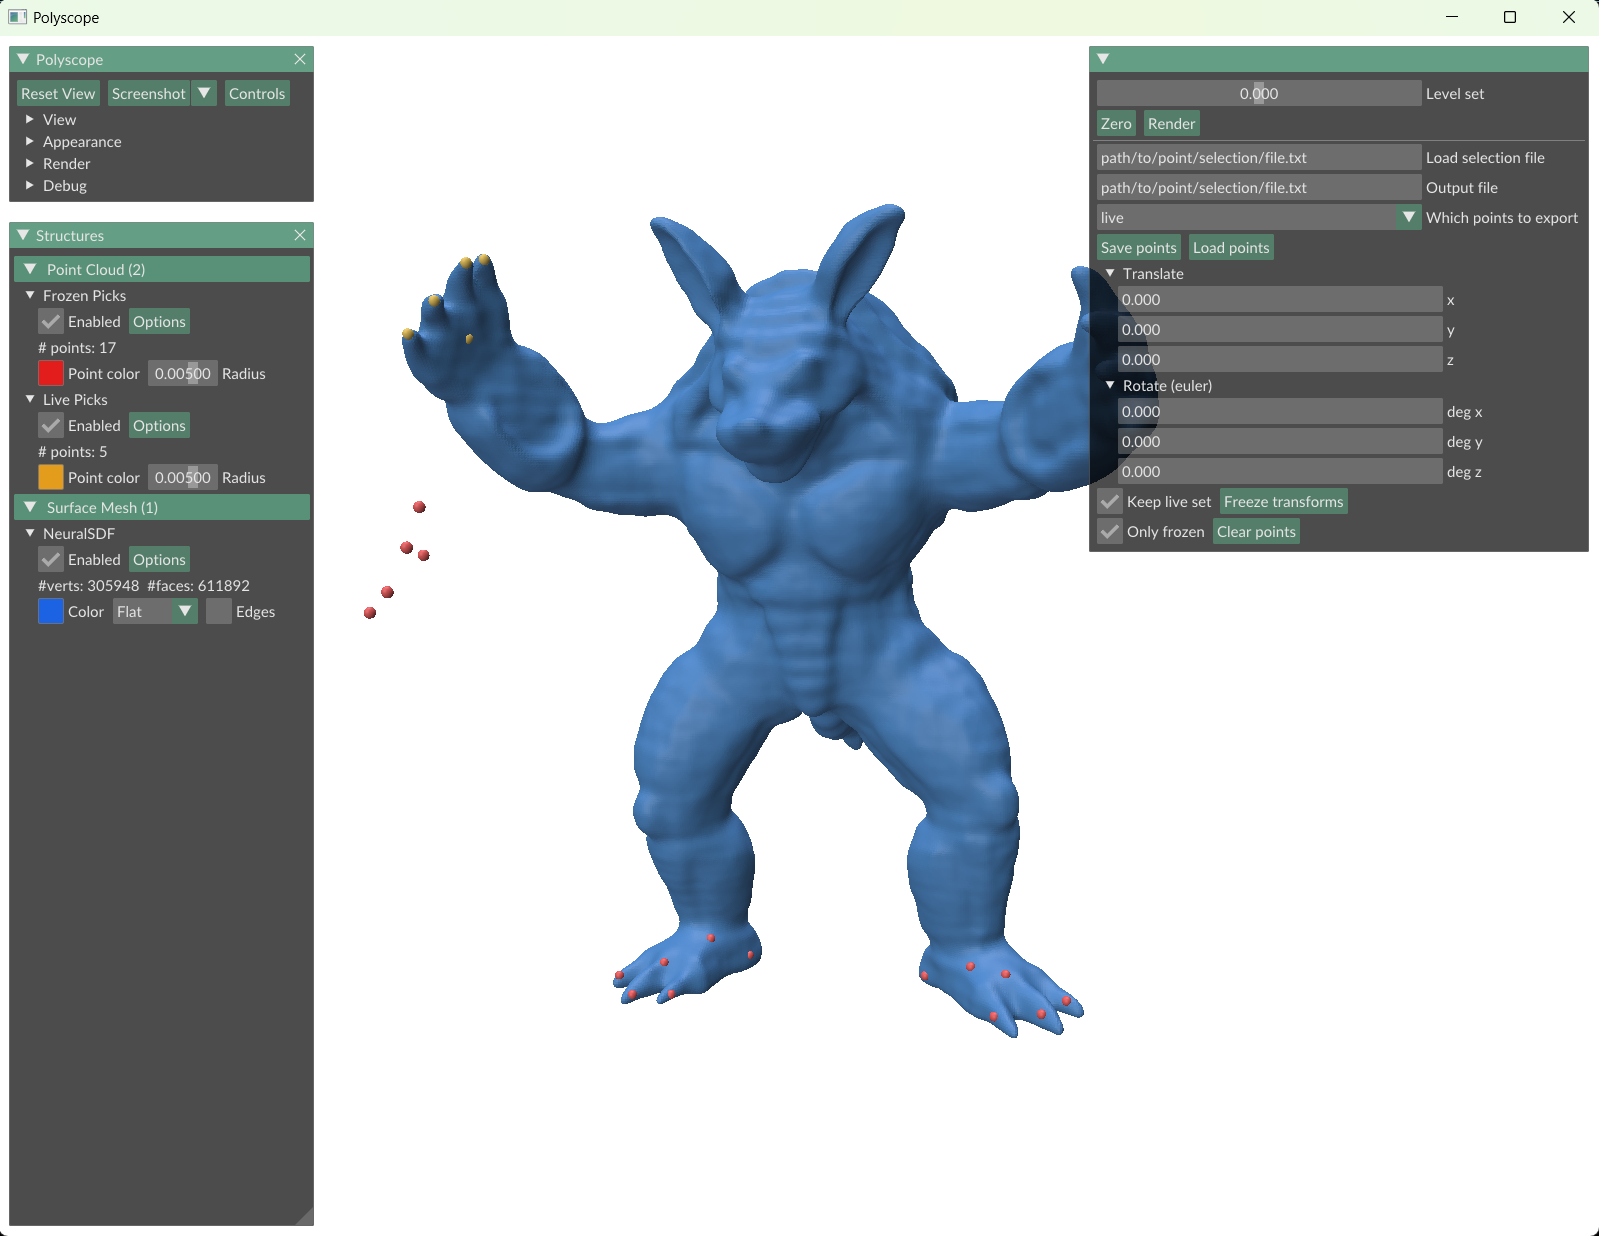 Polyscope
Polyscope
Reset View Screenshot Controls
View
Appearance
Render
Debug
Structures
Point Cloud (2)
Frozen Picks
Enabled Options
# points: 17
Point color 0.00500 Radius
Live Picks
Enabled Options
# points: 5
Point color 0.00500 Radius
Surface Mesh (1)
NeuralSDF
Enabled Options
#verts: 305948 #faces: 611892
Color Flat Edges
0.000 Level set
Zero Render
path/to/point/selection/file.txt Load selection file
path/to/point/selection/file.txt Output file
live Which points to export
Save points Load points
Translate
0.000 x
0.000 y
0.000 z
Rotate (euler)
0.000 deg x
0.000 deg y
0.000 deg z
Keep live set Freeze transforms
Only frozen Clear points